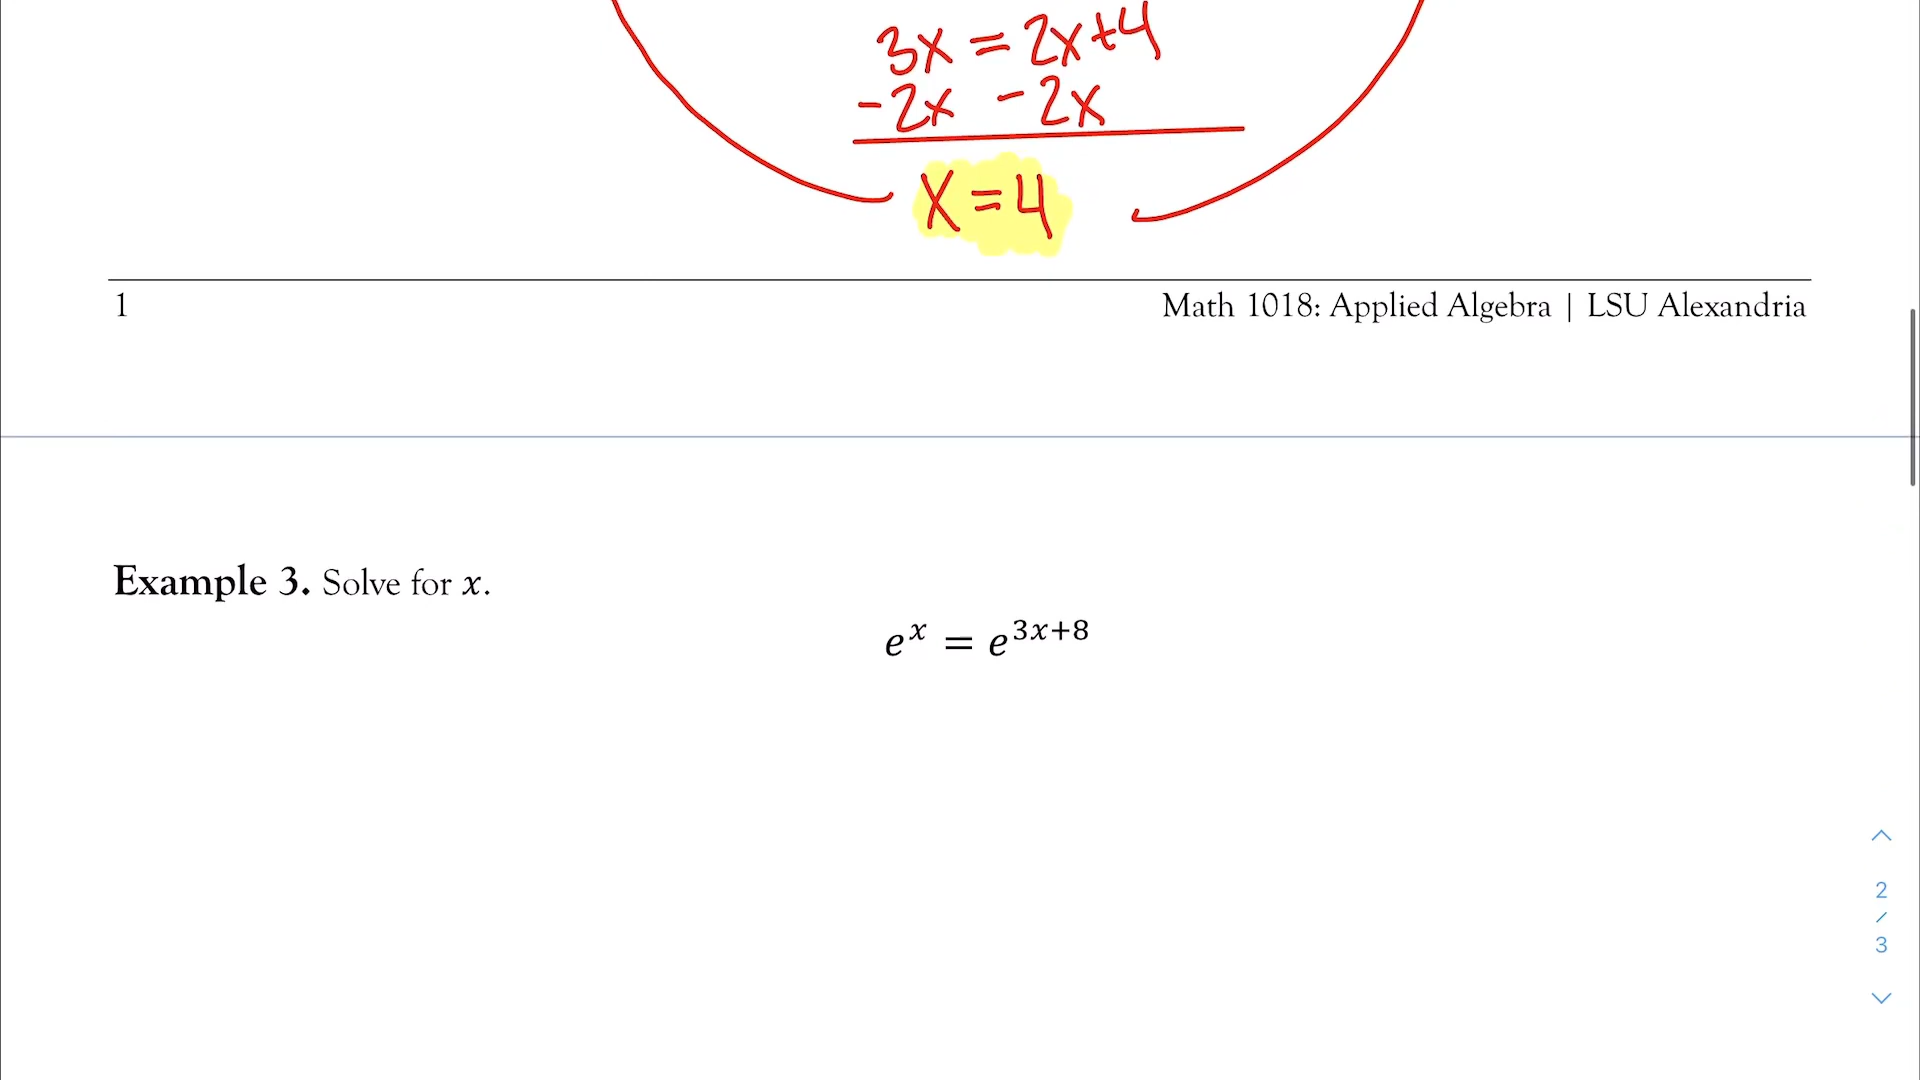 3x = 2x+4
-2x -2x
x = 4
1
Math 1018: Applied Algebra | LSU Alexandria
Example 3. Solve for x.
e^x = e^{3x+8}
2
/
3